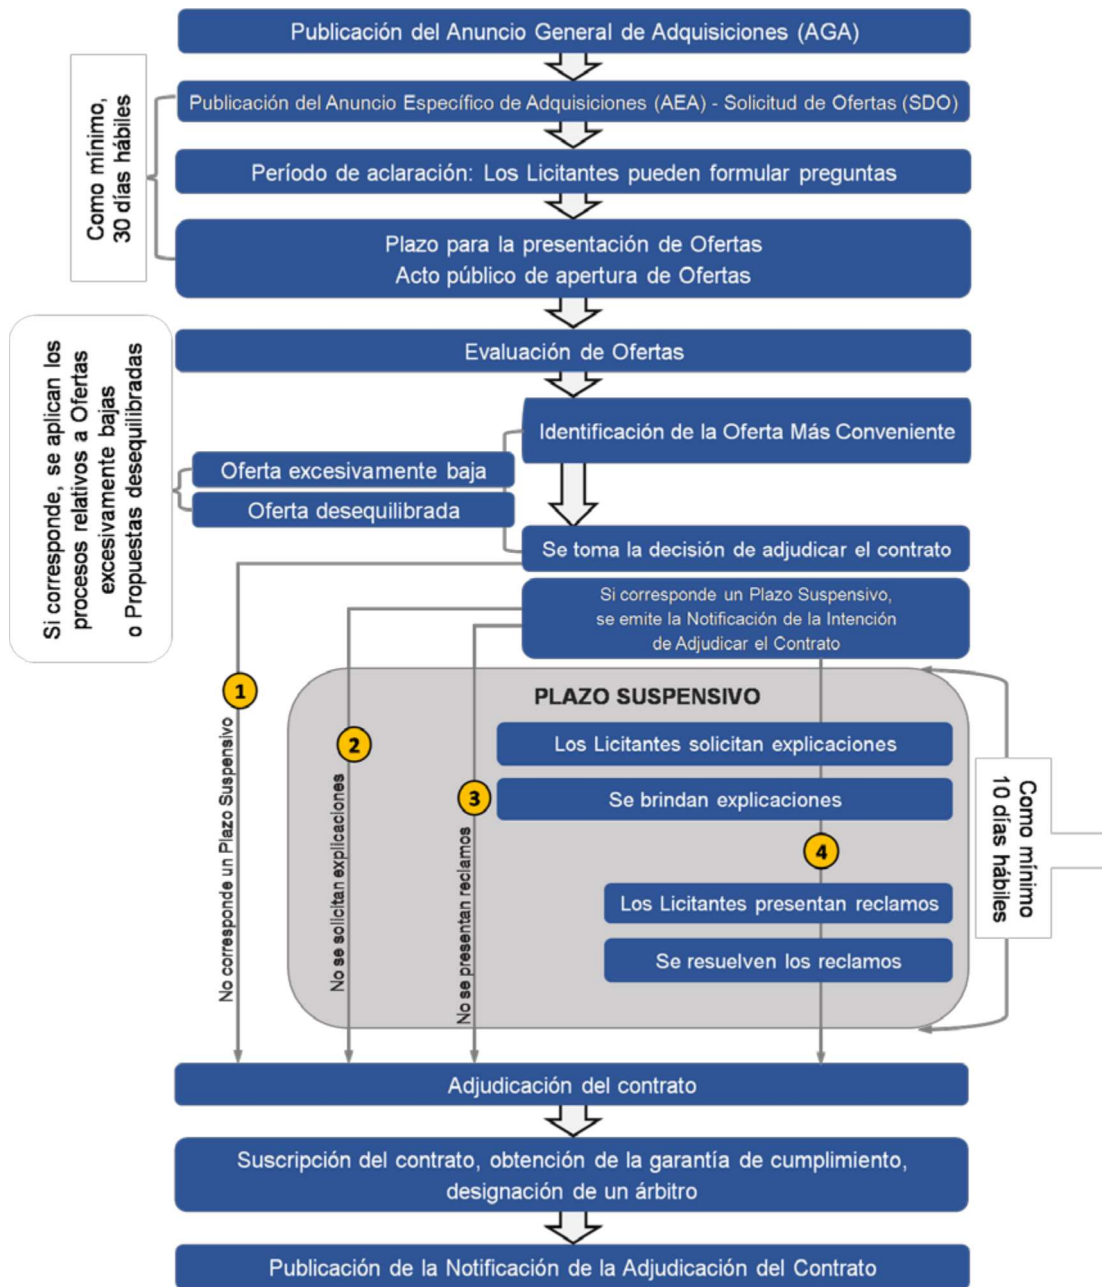 Publicación del Anuncio General de Adquisiciones (AGA)
Como mínimo,
30 días hábiles
Publicación del Anuncio Específico de Adquisiciones (AEA) - Solicitud de Ofertas (SDO)
Período de aclaración: Los Licitantes pueden formular preguntas
Plazo para la presentación de Ofertas
Acto público de apertura de Ofertas
Evaluación de Ofertas
Si corresponde, se aplican los
procesos relativos a Ofertas
excesivamente bajas
o Propuestas desequilibradas
Identificación de la Oferta Más Conveniente
Oferta excesivamente baja
Oferta desequilibrada
Se toma la decisión de adjudicar el contrato
Si corresponde un Plazo Suspensivo,
se emite la Notificación de la Intención
de Adjudicar el Contrato
1
No corresponde un Plazo Suspensivo
PLAZO SUSPENSIVO
2
No se solicitan explicaciones
3
No se presentan reclamos
Los Licitantes solicitan explicaciones
Se brindan explicaciones
4
Los Licitantes presentan reclamos
Se resuelven los reclamos
Como mínimo
10 días hábiles
Adjudicación del contrato
Suscripción del contrato, obtención de la garantía de cumplimiento,
designación de un árbitro
Publicación de la Notificación de la Adjudicación del Contrato